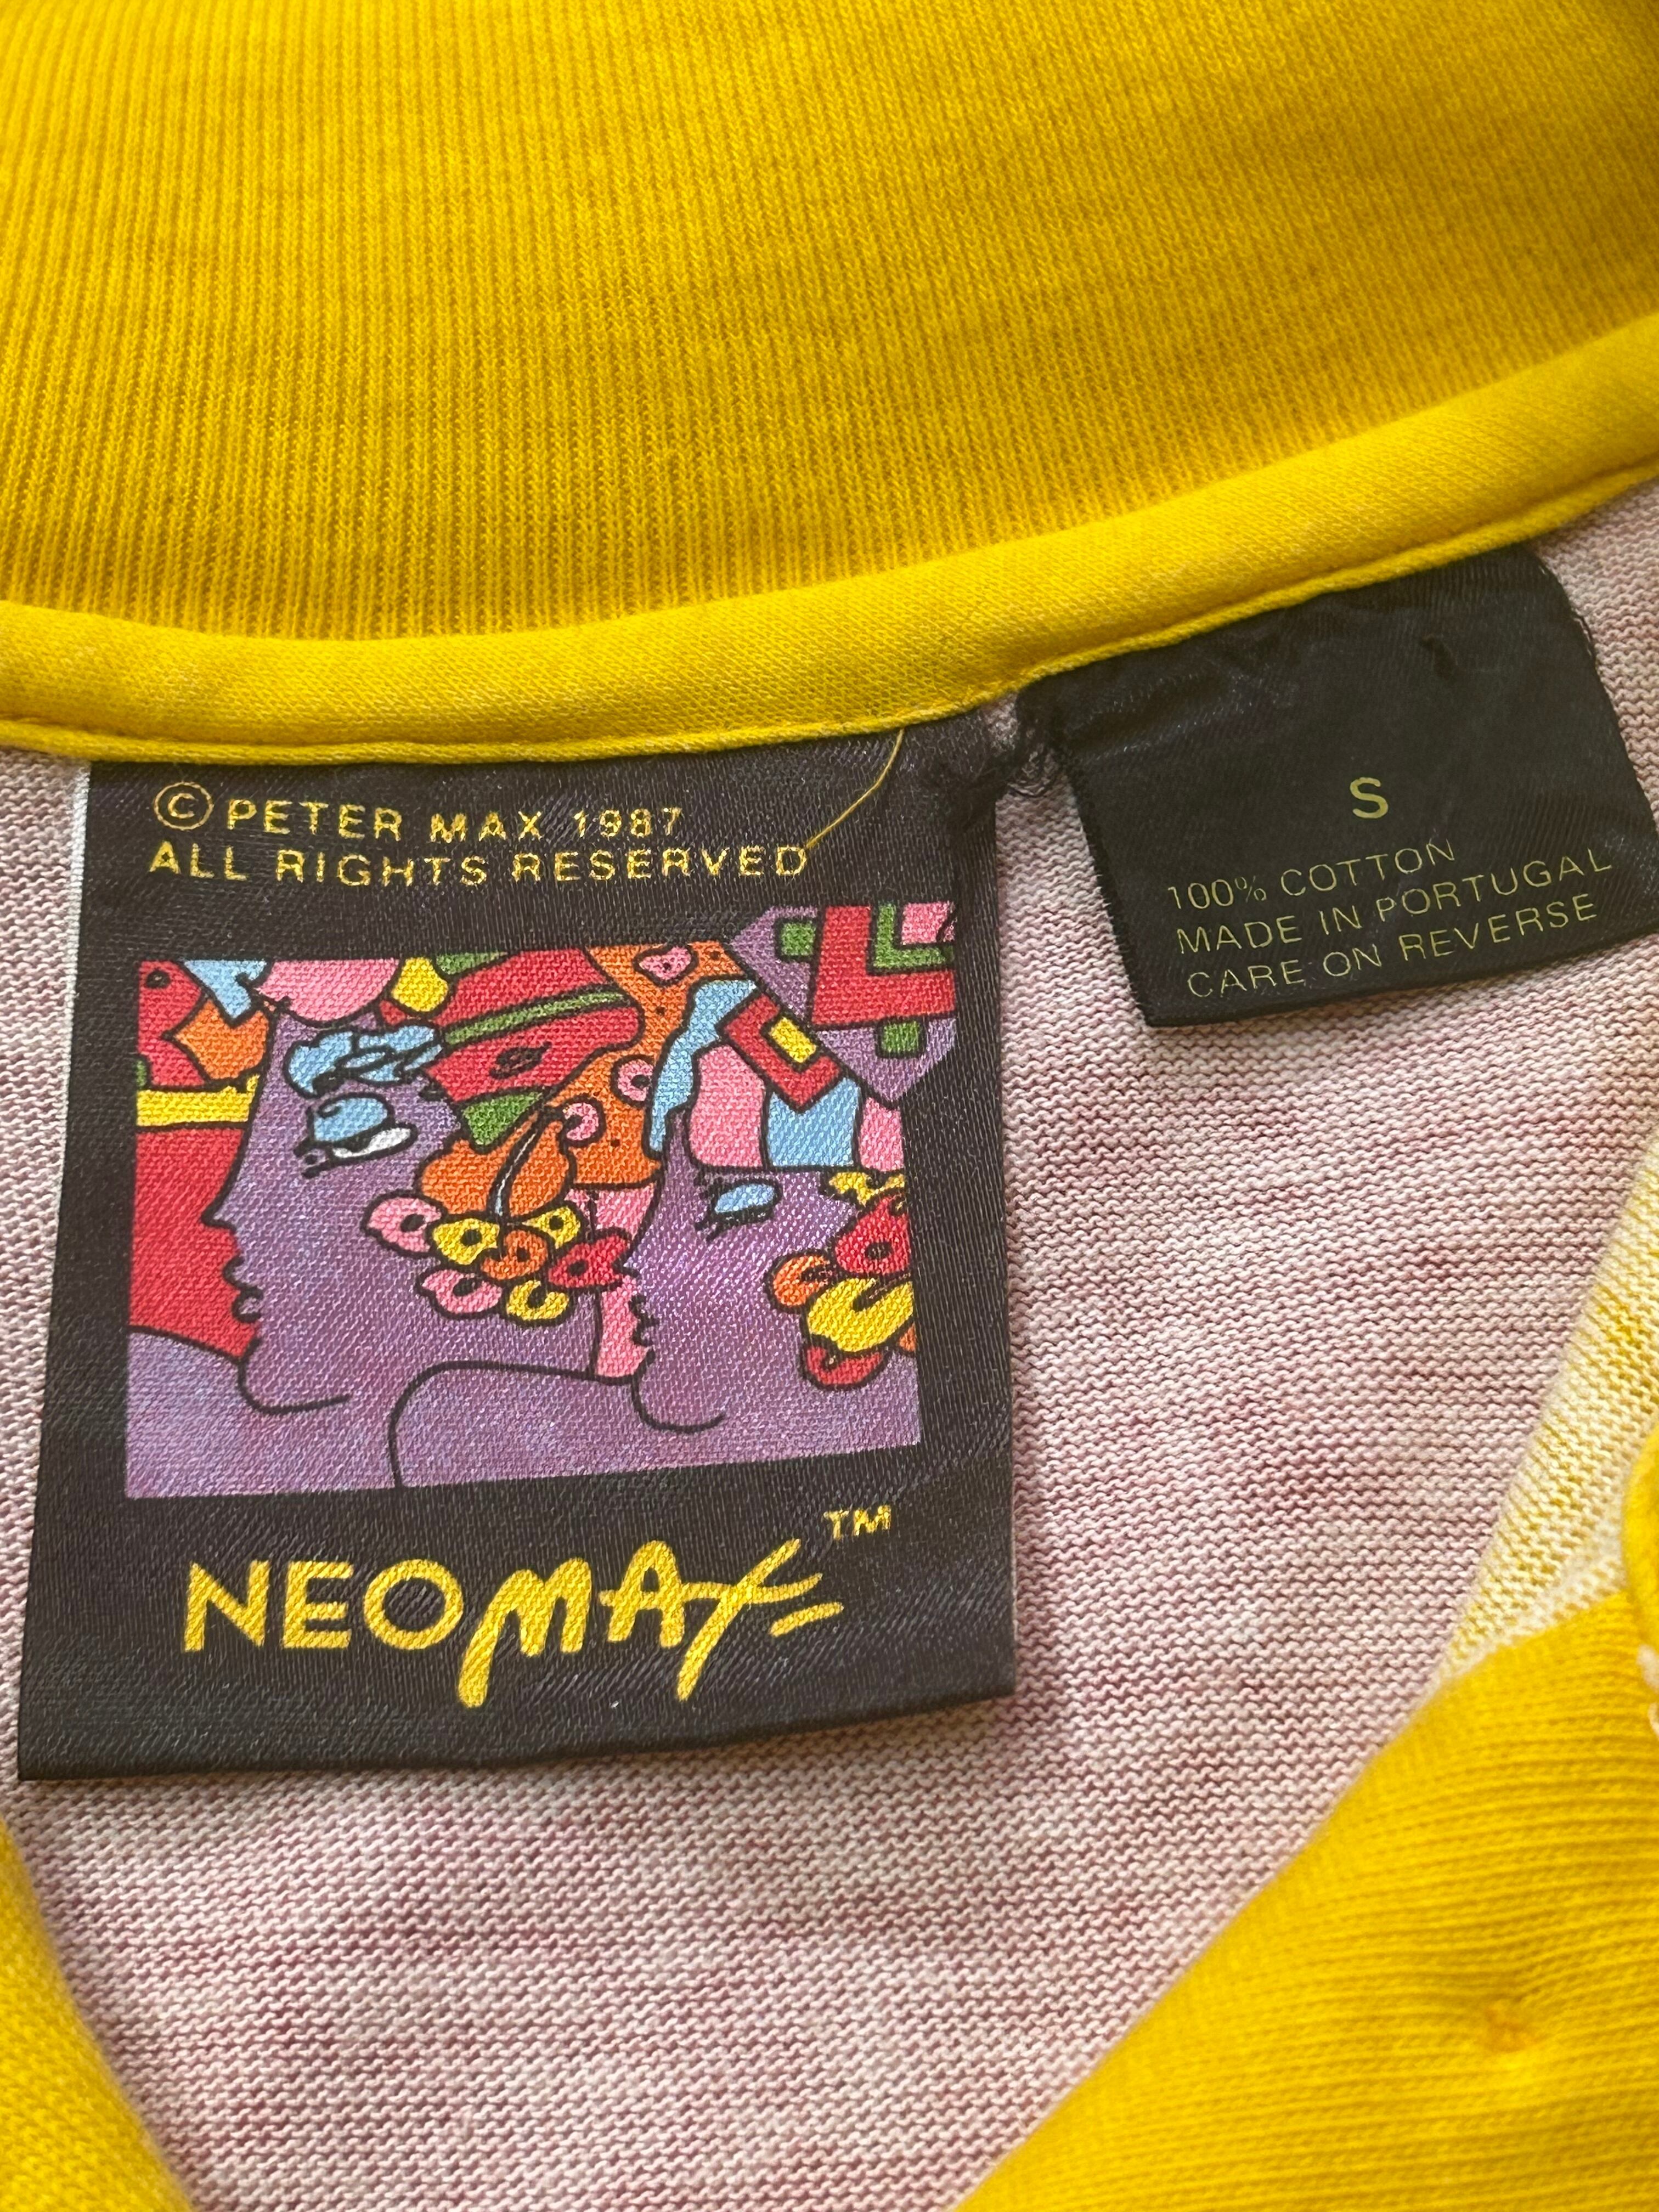 © PETER MAX 1987
ALL RIGHTS RESERVED
NEOMAX™
S
100% COTTON
MADE IN PORTUGAL
CARE ON REVERSE